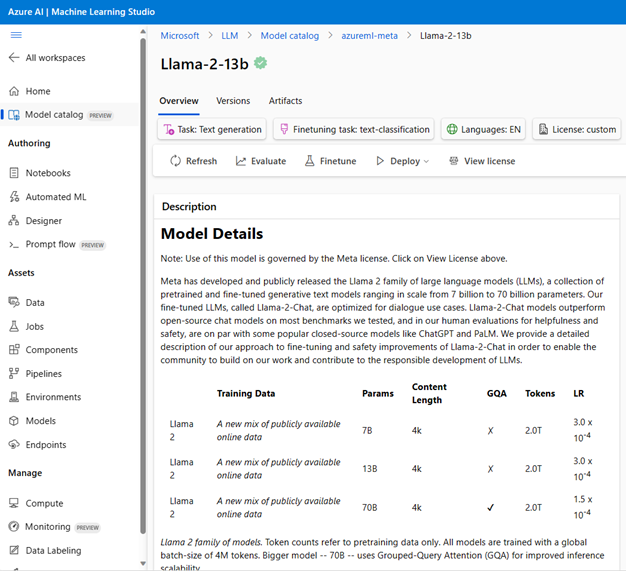 Azure AI | Machine Learning Studio
Microsoft > LLM > Model catalog > azureml-meta > Llama-2-13b
All workspaces
Home
Model catalog PREVIEW
Authoring
Notebooks
Automated ML
Designer
Prompt flow PREVIEW
Assets
Data
Jobs
Components
Pipelines
Environments
Models
Endpoints
Manage
Compute
Monitoring PREVIEW
Data Labeling
Llama-2-13b
Overview Versions Artifacts
Task: Text generation Finetuning task: text-classification Languages: EN License: custom
Refresh Evaluate Finetune Deploy View license
Description
Model Details
Note: Use of this model is governed by the Meta license. Click on View License above.
Meta has developed and publicly released the Llama 2 family of large language models (LLMs), a collection of
pretrained and fine-tuned generative text models ranging in scale from 7 billion to 70 billion parameters. Our
fine-tuned LLMs, called Llama-2-Chat, are optimized for dialogue use cases. Llama-2-Chat models outperform
open-source chat models on most benchmarks we tested, and in our human evaluations for helpfulness and
safety, are on par with some popular closed-source models like ChatGPT and PaLM. We provide a detailed
description of our approach to fine-tuning and safety improvements of Llama-2-Chat in order to enable the
community to build on our work and contribute to the responsible development of LLMs.
Training Data Params Content Length GQA Tokens LR
Llama 2 A new mix of publicly available online data 7B 4k ✗ 2.0T 3.0 x 10⁻⁴
Llama 2 A new mix of publicly available online data 13B 4k ✗ 2.0T 3.0 x 10⁻⁴
Llama 2 A new mix of publicly available online data 70B 4k ✓ 2.0T 1.5 x 10⁻⁴
Llama 2 family of models. Token counts refer to pretraining data only. All models are trained with a global
batch-size of 4M tokens. Bigger model -- 70B -- uses Grouped-Query Attention (GQA) for improved inference
scalability.